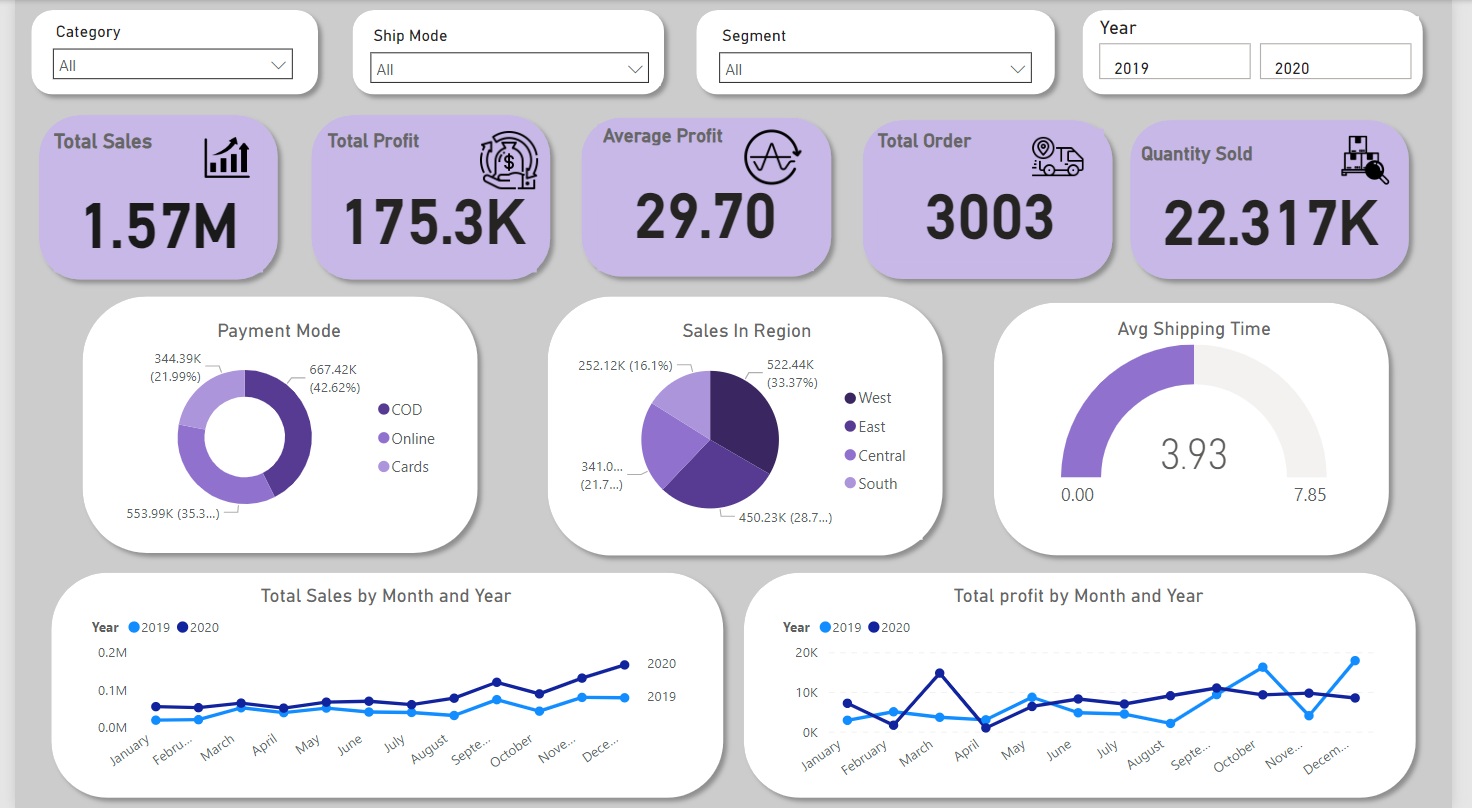 Category
All
Ship Mode
All
Segment
All
Year
2019
2020
Total Sales
1.57M
Total Profit
175.3K
Average Profit
29.70
Total Order
3003
Quantity Sold
22.317K
Payment Mode
344.39K
(21.99%)
667.42K
(42.62%)
553.99K (35.3...)
COD
Online
Cards
Sales In Region
252.12K (16.1%)
522.44K
(33.37%)
341.0...
(21.7...)
450.23K (28.7...)
West
East
Central
South
Avg Shipping Time
3.93
0.00
7.85
Total Sales by Month and Year
Year 2019 2020
0.2M
0.1M
0.0M
2020
2019
January
Febru...
March
April
May
June
July
August
Septe...
October
Nove...
Dece...
Total profit by Month and Year
Year 2019 2020
20K
10K
0K
January
February
March
April
May
June
July
August
Septe...
October
Nove...
Decem...